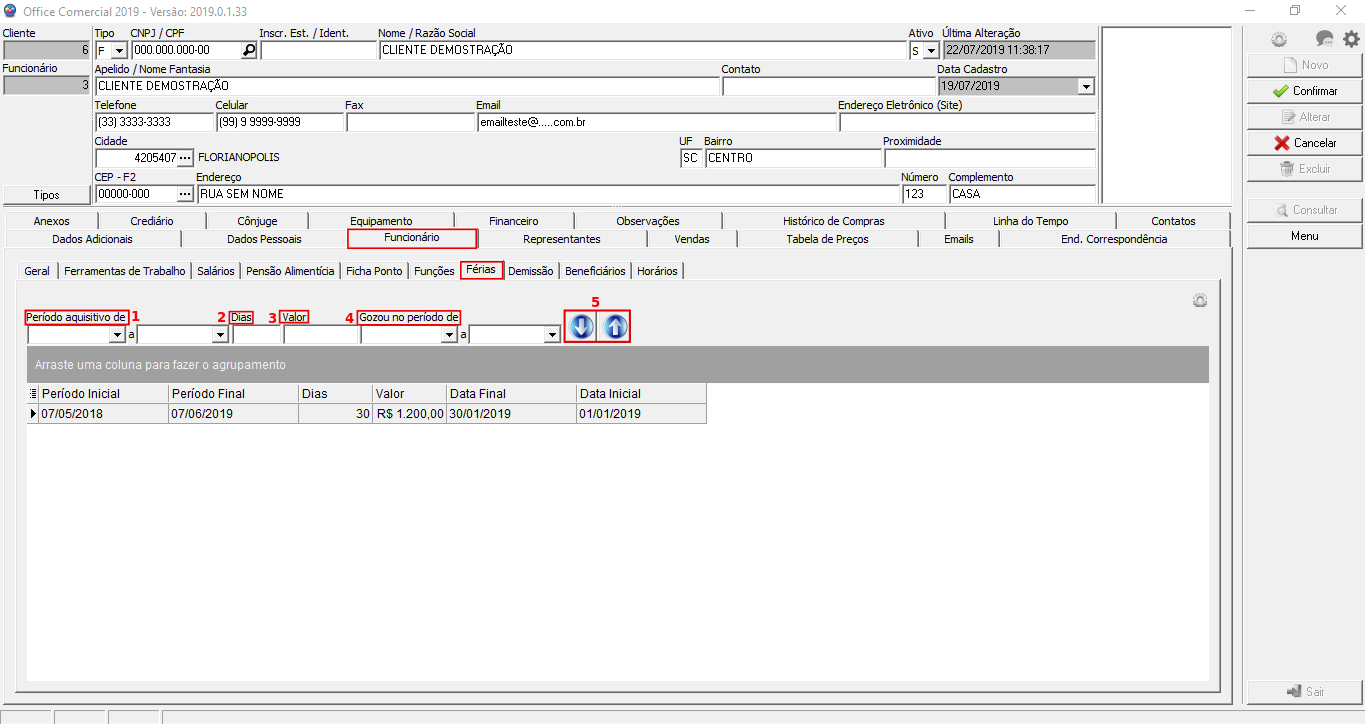 Office Comercial 2019 - Versão: 2019.0.1.33
Cliente Tipo CNPJ / CPF Inscr. Est. / Ident. Nome / Razão Social Ativo Última Alteração
6 F 000.000.000-00 CLIENTE DEMOSTRAÇÃO S 22/07/2019 11:38:17
Funcionário Apelido / Nome Fantasia Contato Data Cadastro
3 CLIENTE DEMOSTRAÇÃO 19/07/2019
Telefone Celular Fax Email Endereço Eletrônico (Site)
(33) 3333-3333 (99) 9 9999-9999 emailteste@.....com.br
Cidade UF Bairro Proximidade
4205407 ... FLORIANOPOLIS SC CENTRO
CEP - F2 Endereço Número Complemento
Tipos 00000-000 ... RUA SEM NOME 123 CASA
Novo
Confirmar
Alterar
Cancelar
Excluir
Consultar
Menu
Anexos Crediário Cônjuge Equipamento Financeiro Observações Histórico de Compras Linha do Tempo Contatos
Dados Adicionais Dados Pessoais Funcionário Representantes Vendas Tabela de Preços Emails End. Correspondência
Geral Ferramentas de Trabalho Salários Pensão Alimentícia Ficha Ponto Funções Férias Demissão Beneficiários Horários
5
Período aquisitivo de 1 2 Dias 3 Valor 4 Gozou no período de
a a
Arraste uma coluna para fazer o agrupamento
Período Inicial Período Final Dias Valor Data Final Data Inicial
07/05/2018 07/06/2019 30 R$ 1.200,00 30/01/2019 01/01/2019
Sair